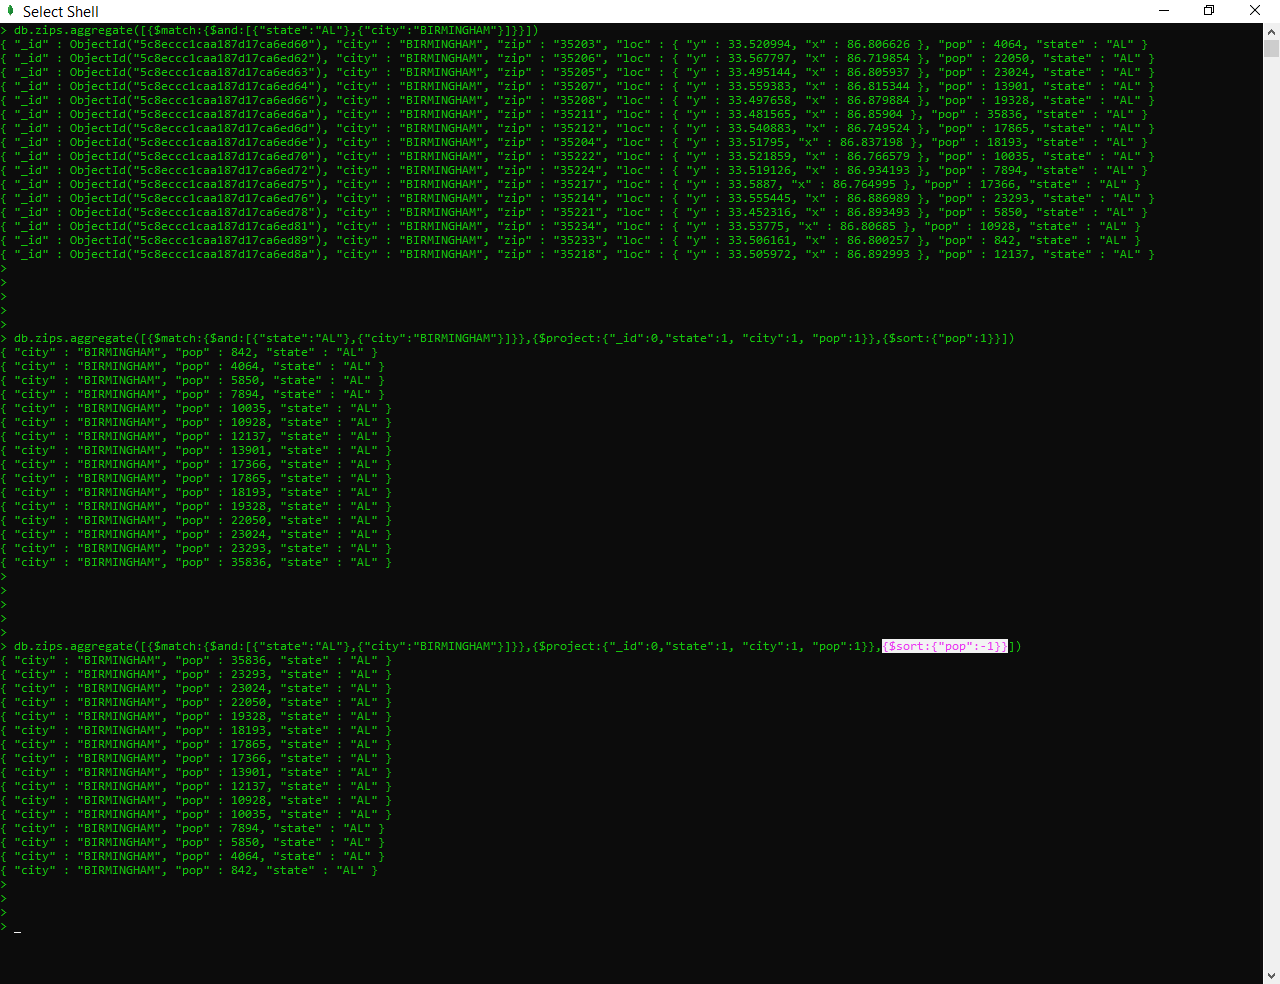 Select Shell
> db.zips.aggregate([{$match:{$and:[{"state":"AL"},{"city":"BIRMINGHAM"}]}}])
{ "_id" : ObjectId("5c8eccc1caa187d17ca6ed60"), "city" : "BIRMINGHAM", "zip" : "35203", "loc" : { "y" : 33.520994, "x" : 86.806626 }, "pop" : 4064, "state" : "AL" }
{ "_id" : ObjectId("5c8eccc1caa187d17ca6ed62"), "city" : "BIRMINGHAM", "zip" : "35206", "loc" : { "y" : 33.567797, "x" : 86.719854 }, "pop" : 22050, "state" : "AL" }
{ "_id" : ObjectId("5c8eccc1caa187d17ca6ed63"), "city" : "BIRMINGHAM", "zip" : "35205", "loc" : { "y" : 33.495144, "x" : 86.805937 }, "pop" : 23024, "state" : "AL" }
{ "_id" : ObjectId("5c8eccc1caa187d17ca6ed64"), "city" : "BIRMINGHAM", "zip" : "35207", "loc" : { "y" : 33.559383, "x" : 86.815344 }, "pop" : 13901, "state" : "AL" }
{ "_id" : ObjectId("5c8eccc1caa187d17ca6ed66"), "city" : "BIRMINGHAM", "zip" : "35208", "loc" : { "y" : 33.497658, "x" : 86.879884 }, "pop" : 19328, "state" : "AL" }
{ "_id" : ObjectId("5c8eccc1caa187d17ca6ed6a"), "city" : "BIRMINGHAM", "zip" : "35211", "loc" : { "y" : 33.481565, "x" : 86.85904 }, "pop" : 35836, "state" : "AL" }
{ "_id" : ObjectId("5c8eccc1caa187d17ca6ed6d"), "city" : "BIRMINGHAM", "zip" : "35212", "loc" : { "y" : 33.540883, "x" : 86.749524 }, "pop" : 17865, "state" : "AL" }
{ "_id" : ObjectId("5c8eccc1caa187d17ca6ed6e"), "city" : "BIRMINGHAM", "zip" : "35204", "loc" : { "y" : 33.51795, "x" : 86.837198 }, "pop" : 18193, "state" : "AL" }
{ "_id" : ObjectId("5c8eccc1caa187d17ca6ed70"), "city" : "BIRMINGHAM", "zip" : "35222", "loc" : { "y" : 33.521859, "x" : 86.766579 }, "pop" : 10035, "state" : "AL" }
{ "_id" : ObjectId("5c8eccc1caa187d17ca6ed72"), "city" : "BIRMINGHAM", "zip" : "35224", "loc" : { "y" : 33.519126, "x" : 86.934193 }, "pop" : 7894, "state" : "AL" }
{ "_id" : ObjectId("5c8eccc1caa187d17ca6ed75"), "city" : "BIRMINGHAM", "zip" : "35217", "loc" : { "y" : 33.5887, "x" : 86.764995 }, "pop" : 17366, "state" : "AL" }
{ "_id" : ObjectId("5c8eccc1caa187d17ca6ed76"), "city" : "BIRMINGHAM", "zip" : "35214", "loc" : { "y" : 33.555445, "x" : 86.886989 }, "pop" : 23293, "state" : "AL" }
{ "_id" : ObjectId("5c8eccc1caa187d17ca6ed78"), "city" : "BIRMINGHAM", "zip" : "35221", "loc" : { "y" : 33.452316, "x" : 86.893493 }, "pop" : 5850, "state" : "AL" }
{ "_id" : ObjectId("5c8eccc1caa187d17ca6ed81"), "city" : "BIRMINGHAM", "zip" : "35234", "loc" : { "y" : 33.53775, "x" : 86.80685 }, "pop" : 10928, "state" : "AL" }
{ "_id" : ObjectId("5c8eccc1caa187d17ca6ed89"), "city" : "BIRMINGHAM", "zip" : "35233", "loc" : { "y" : 33.506161, "x" : 86.800257 }, "pop" : 842, "state" : "AL" }
{ "_id" : ObjectId("5c8eccc1caa187d17ca6ed8a"), "city" : "BIRMINGHAM", "zip" : "35218", "loc" : { "y" : 33.505972, "x" : 86.892993 }, "pop" : 12137, "state" : "AL" }
>
>
>
>
> db.zips.aggregate([{$match:{$and:[{"state":"AL"},{"city":"BIRMINGHAM"}]}},{$project:{"_id":0,"state":1, "city":1, "pop":1}},{$sort:{"pop":1}}])
{ "city" : "BIRMINGHAM", "pop" : 842, "state" : "AL" }
{ "city" : "BIRMINGHAM", "pop" : 4064, "state" : "AL" }
{ "city" : "BIRMINGHAM", "pop" : 5850, "state" : "AL" }
{ "city" : "BIRMINGHAM", "pop" : 7894, "state" : "AL" }
{ "city" : "BIRMINGHAM", "pop" : 10035, "state" : "AL" }
{ "city" : "BIRMINGHAM", "pop" : 10928, "state" : "AL" }
{ "city" : "BIRMINGHAM", "pop" : 12137, "state" : "AL" }
{ "city" : "BIRMINGHAM", "pop" : 13901, "state" : "AL" }
{ "city" : "BIRMINGHAM", "pop" : 17366, "state" : "AL" }
{ "city" : "BIRMINGHAM", "pop" : 17865, "state" : "AL" }
{ "city" : "BIRMINGHAM", "pop" : 18193, "state" : "AL" }
{ "city" : "BIRMINGHAM", "pop" : 19328, "state" : "AL" }
{ "city" : "BIRMINGHAM", "pop" : 22050, "state" : "AL" }
{ "city" : "BIRMINGHAM", "pop" : 23024, "state" : "AL" }
{ "city" : "BIRMINGHAM", "pop" : 23293, "state" : "AL" }
{ "city" : "BIRMINGHAM", "pop" : 35836, "state" : "AL" }
>
>
>
>
>
> db.zips.aggregate([{$match:{$and:[{"state":"AL"},{"city":"BIRMINGHAM"}]}},{$project:{"_id":0,"state":1, "city":1, "pop":1}},{$sort:{"pop":-1}}])
{ "city" : "BIRMINGHAM", "pop" : 35836, "state" : "AL" }
{ "city" : "BIRMINGHAM", "pop" : 23293, "state" : "AL" }
{ "city" : "BIRMINGHAM", "pop" : 23024, "state" : "AL" }
{ "city" : "BIRMINGHAM", "pop" : 22050, "state" : "AL" }
{ "city" : "BIRMINGHAM", "pop" : 19328, "state" : "AL" }
{ "city" : "BIRMINGHAM", "pop" : 18193, "state" : "AL" }
{ "city" : "BIRMINGHAM", "pop" : 17865, "state" : "AL" }
{ "city" : "BIRMINGHAM", "pop" : 17366, "state" : "AL" }
{ "city" : "BIRMINGHAM", "pop" : 13901, "state" : "AL" }
{ "city" : "BIRMINGHAM", "pop" : 12137, "state" : "AL" }
{ "city" : "BIRMINGHAM", "pop" : 10928, "state" : "AL" }
{ "city" : "BIRMINGHAM", "pop" : 10035, "state" : "AL" }
{ "city" : "BIRMINGHAM", "pop" : 7894, "state" : "AL" }
{ "city" : "BIRMINGHAM", "pop" : 5850, "state" : "AL" }
{ "city" : "BIRMINGHAM", "pop" : 4064, "state" : "AL" }
{ "city" : "BIRMINGHAM", "pop" : 842, "state" : "AL" }
>
>
>
> _